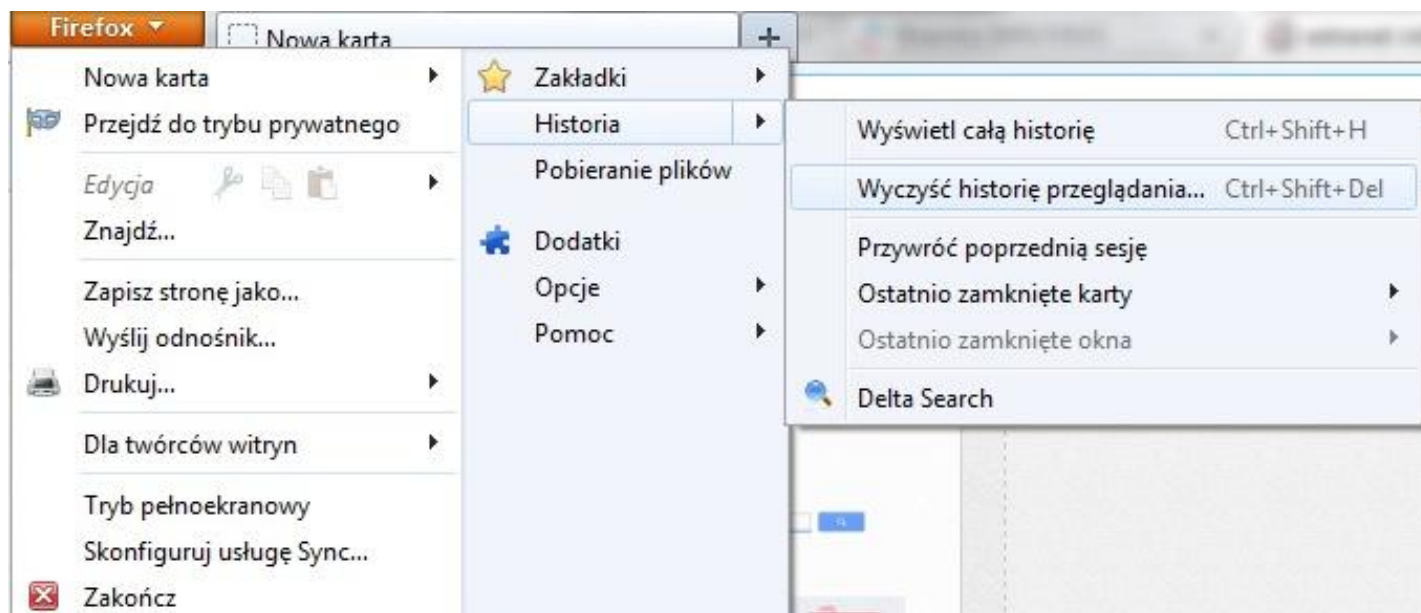 Firefox
Nowa karta
Nowa karta
Przejdź do trybu prywatnego
Edycja
Znajdź...
Zapisz stronę jako...
Wyślij odnośnik...
Drukuj...
Dla twórców witryn
Tryb pełnoekranowy
Skonfiguruj usługę Sync...
Zakończ
Zakładki
Historia
Pobieranie plików
Dodatki
Opcje
Pomoc
Wyświetl całą historię Ctrl+Shift+H
Wyczyść historię przeglądania... Ctrl+Shift+Del
Przywróć poprzednią sesję
Ostatnio zamknięte karty
Ostatnio zamknięte okna
Delta Search